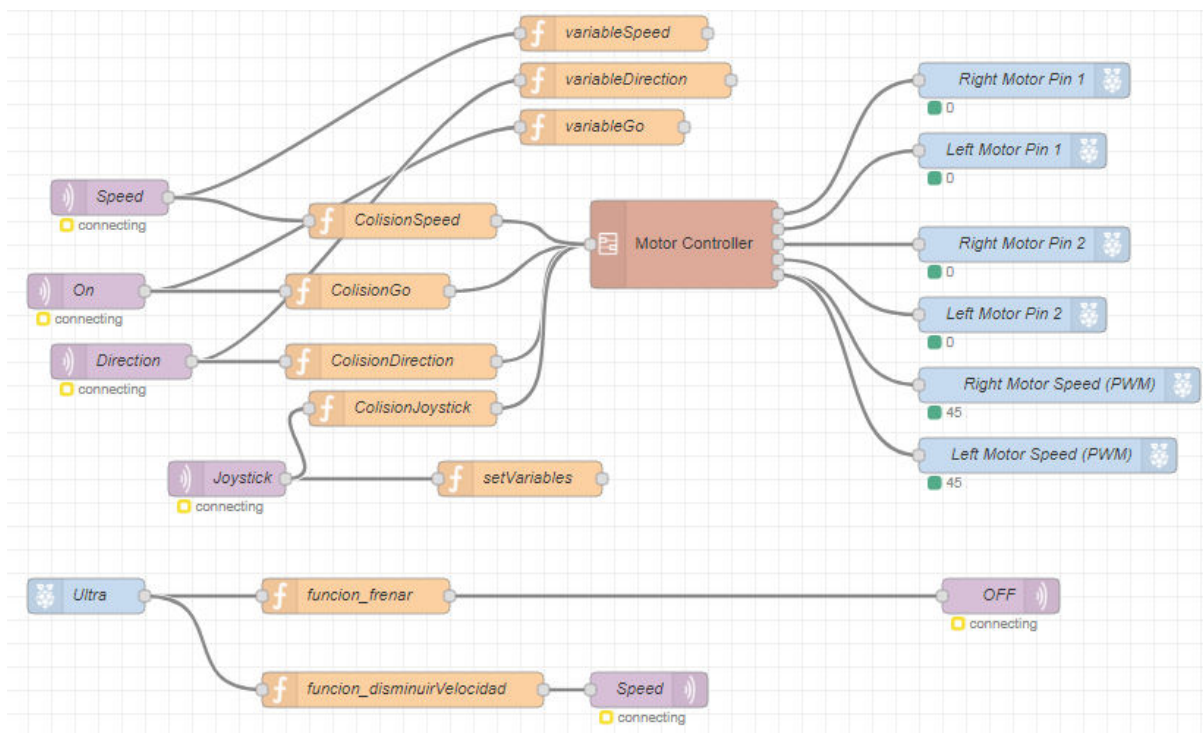 variableSpeed
variableDirection
variableGo
Speed
connecting
On
connecting
Direction
connecting
Joystick
connecting
ColisionSpeed
ColisionGo
ColisionDirection
ColisionJoystick
setVariables
Motor Controller
Right Motor Pin 1
0
Left Motor Pin 1
0
Right Motor Pin 2
0
Left Motor Pin 2
0
Right Motor Speed (PWM)
45
Left Motor Speed (PWM)
45
Ultra
funcion_frenar
OFF
connecting
funcion_disminuirVelocidad
Speed
connecting